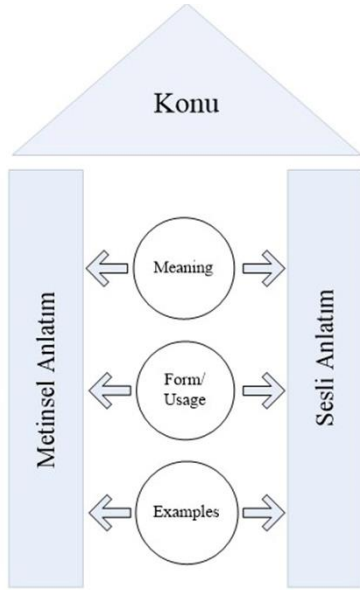 Konu
Metinsel Anlatım
Meaning
Form/
Usage
Examples
Sesli Anlatım